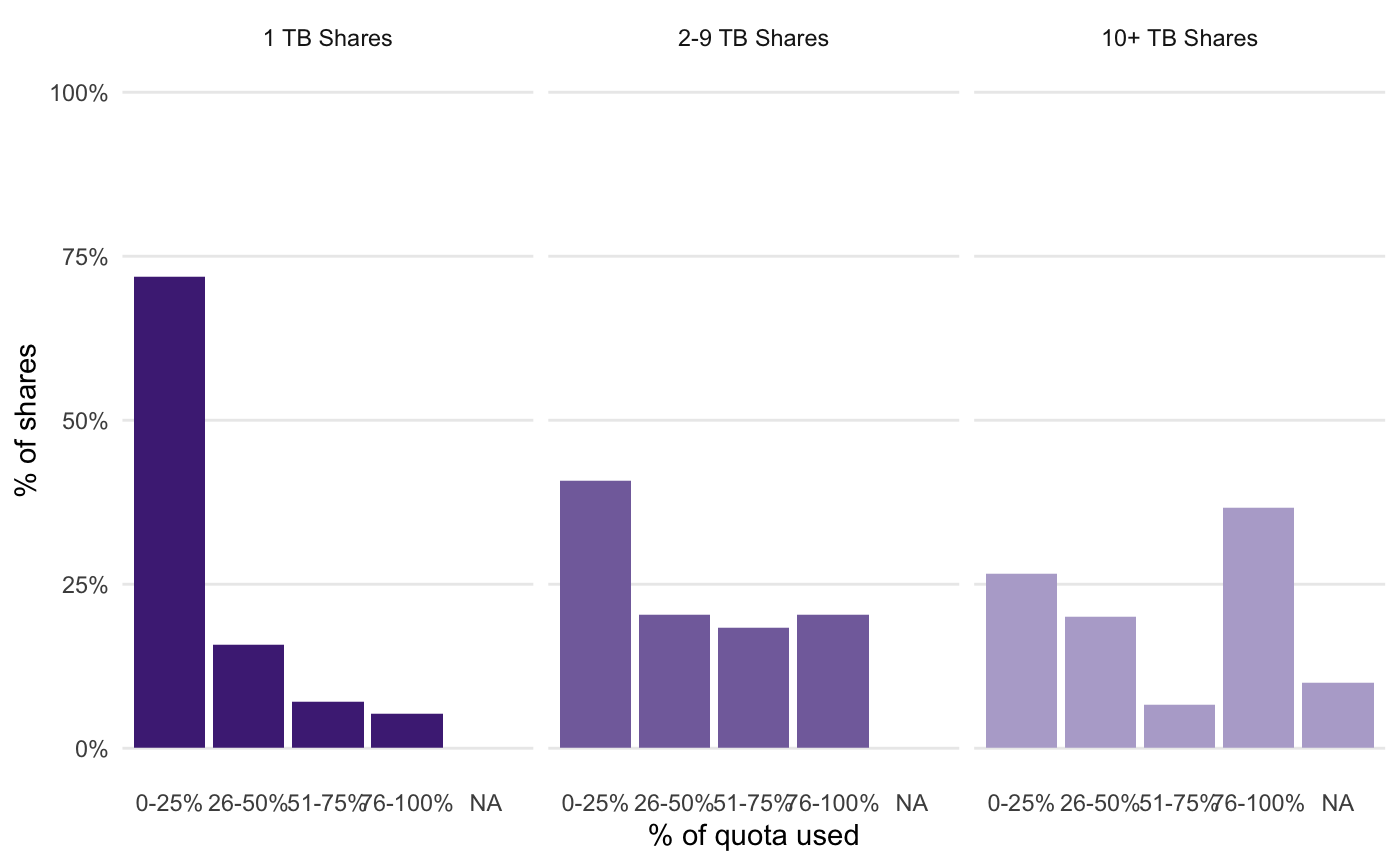 1 TB Shares 2-9 TB Shares 10+ TB Shares
100%
75%
50%
25%
0%
% of shares
0-25% 26-50% 51-75% 76-100% NA 0-25% 26-50% 51-75% 76-100% NA 0-25% 26-50% 51-75% 76-100% NA
% of quota used